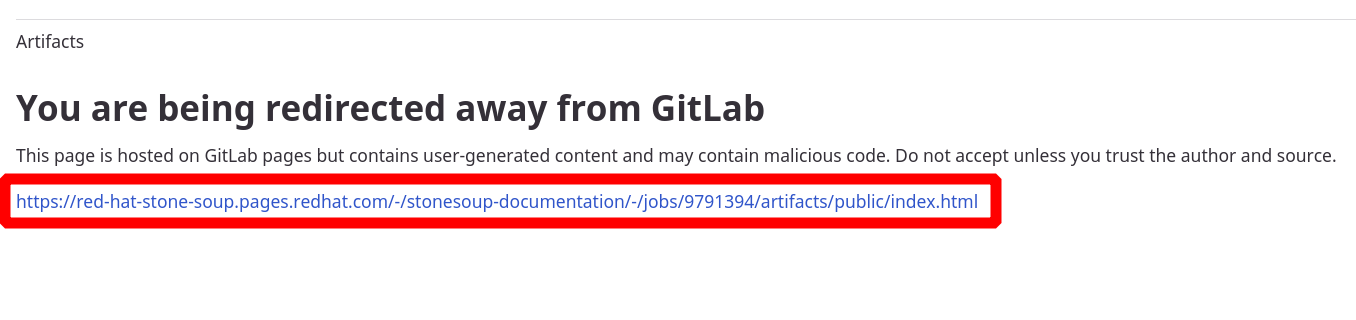 Artifacts
You are being redirected away from GitLab
This page is hosted on GitLab pages but contains user-generated content and may contain malicious code. Do not accept unless you trust the author and source.
https://red-hat-stone-soup.pages.redhat.com/-/stonesoup-documentation/-/jobs/9791394/artifacts/public/index.html